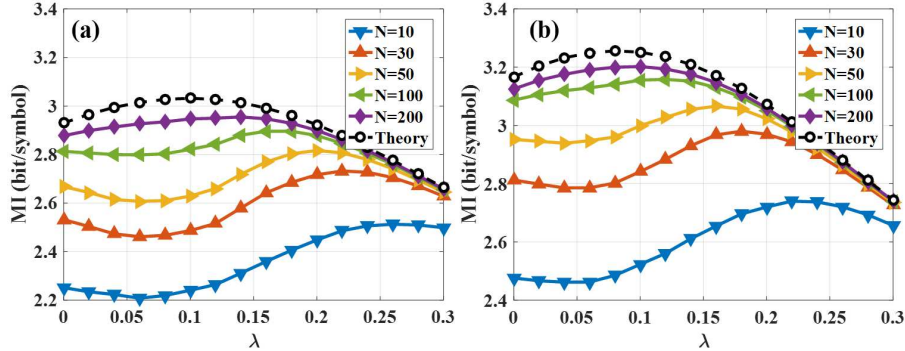 (a)
MI (bit/symbol)
3.4
3.2
3
2.8
2.6
2.4
2.2
0
0.05
0.1
0.15
0.2
0.25
0.3
λ
N=10
N=30
N=50
N=100
N=200
Theory
(b)
MI (bit/symbol)
3.4
3.2
3
2.8
2.6
2.4
0
0.05
0.1
0.15
0.2
0.25
0.3
λ
N=10
N=30
N=50
N=100
N=200
Theory